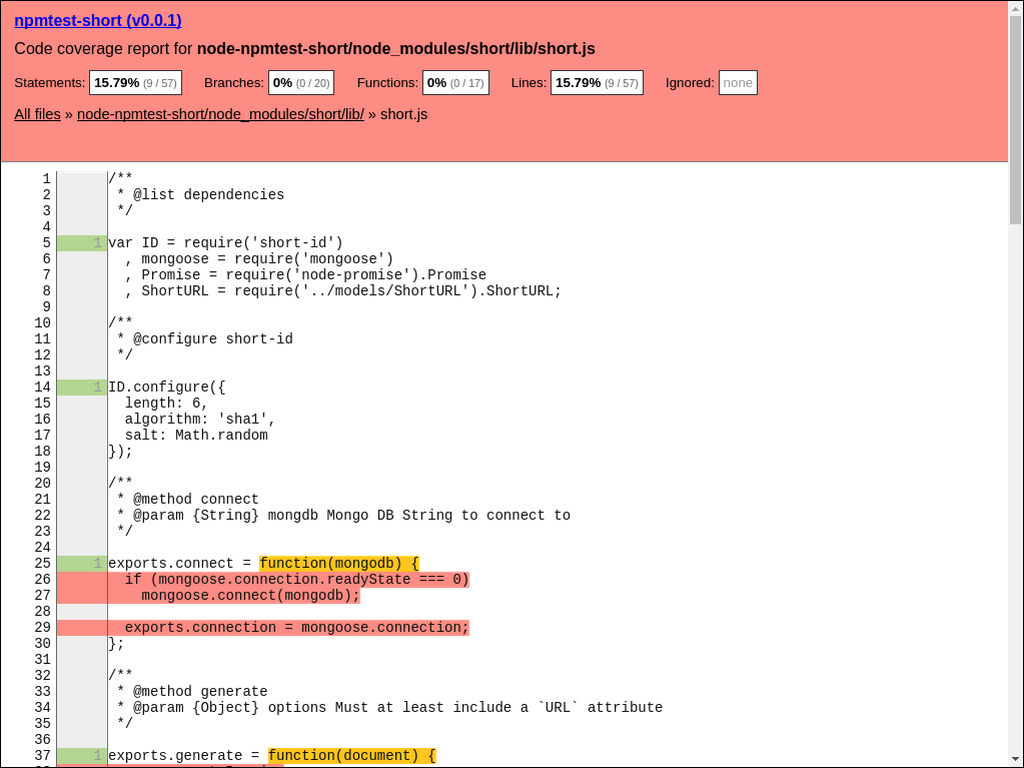 npmtest-short (v0.0.1)
Code coverage report for node-npmtest-short/node_modules/short/lib/short.js
Statements: 15.79% (9 / 57) Branches: 0% (0 / 20) Functions: 0% (0 / 17) Lines: 15.79% (9 / 57) Ignored: none
All files » node-npmtest-short/node_modules/short/lib/ » short.js
1 /**
2  * @list dependencies
3  */
4
5 1 var ID = require('short-id')
6   , mongoose = require('mongoose')
7   , Promise = require('node-promise').Promise
8   , ShortURL = require('../models/ShortURL').ShortURL;
9
10 /**
11  * @configure short-id
12  */
13
14 1 ID.configure({
15   length: 6,
16   algorithm: 'sha1',
17   salt: Math.random
18 });
19
20 /**
21  * @method connect
22  * @param {String} mongdb Mongo DB String to connect to
23  */
24
25 1 exports.connect = function(mongodb) {
26   if (mongoose.connection.readyState === 0)
27     mongoose.connect(mongodb);
28
29   exports.connection = mongoose.connection;
30 };
31
32 /**
33  * @method generate
34  * @param {Object} options Must at least include a `URL` attribute
35  */
36
37 1 exports.generate = function(document) {